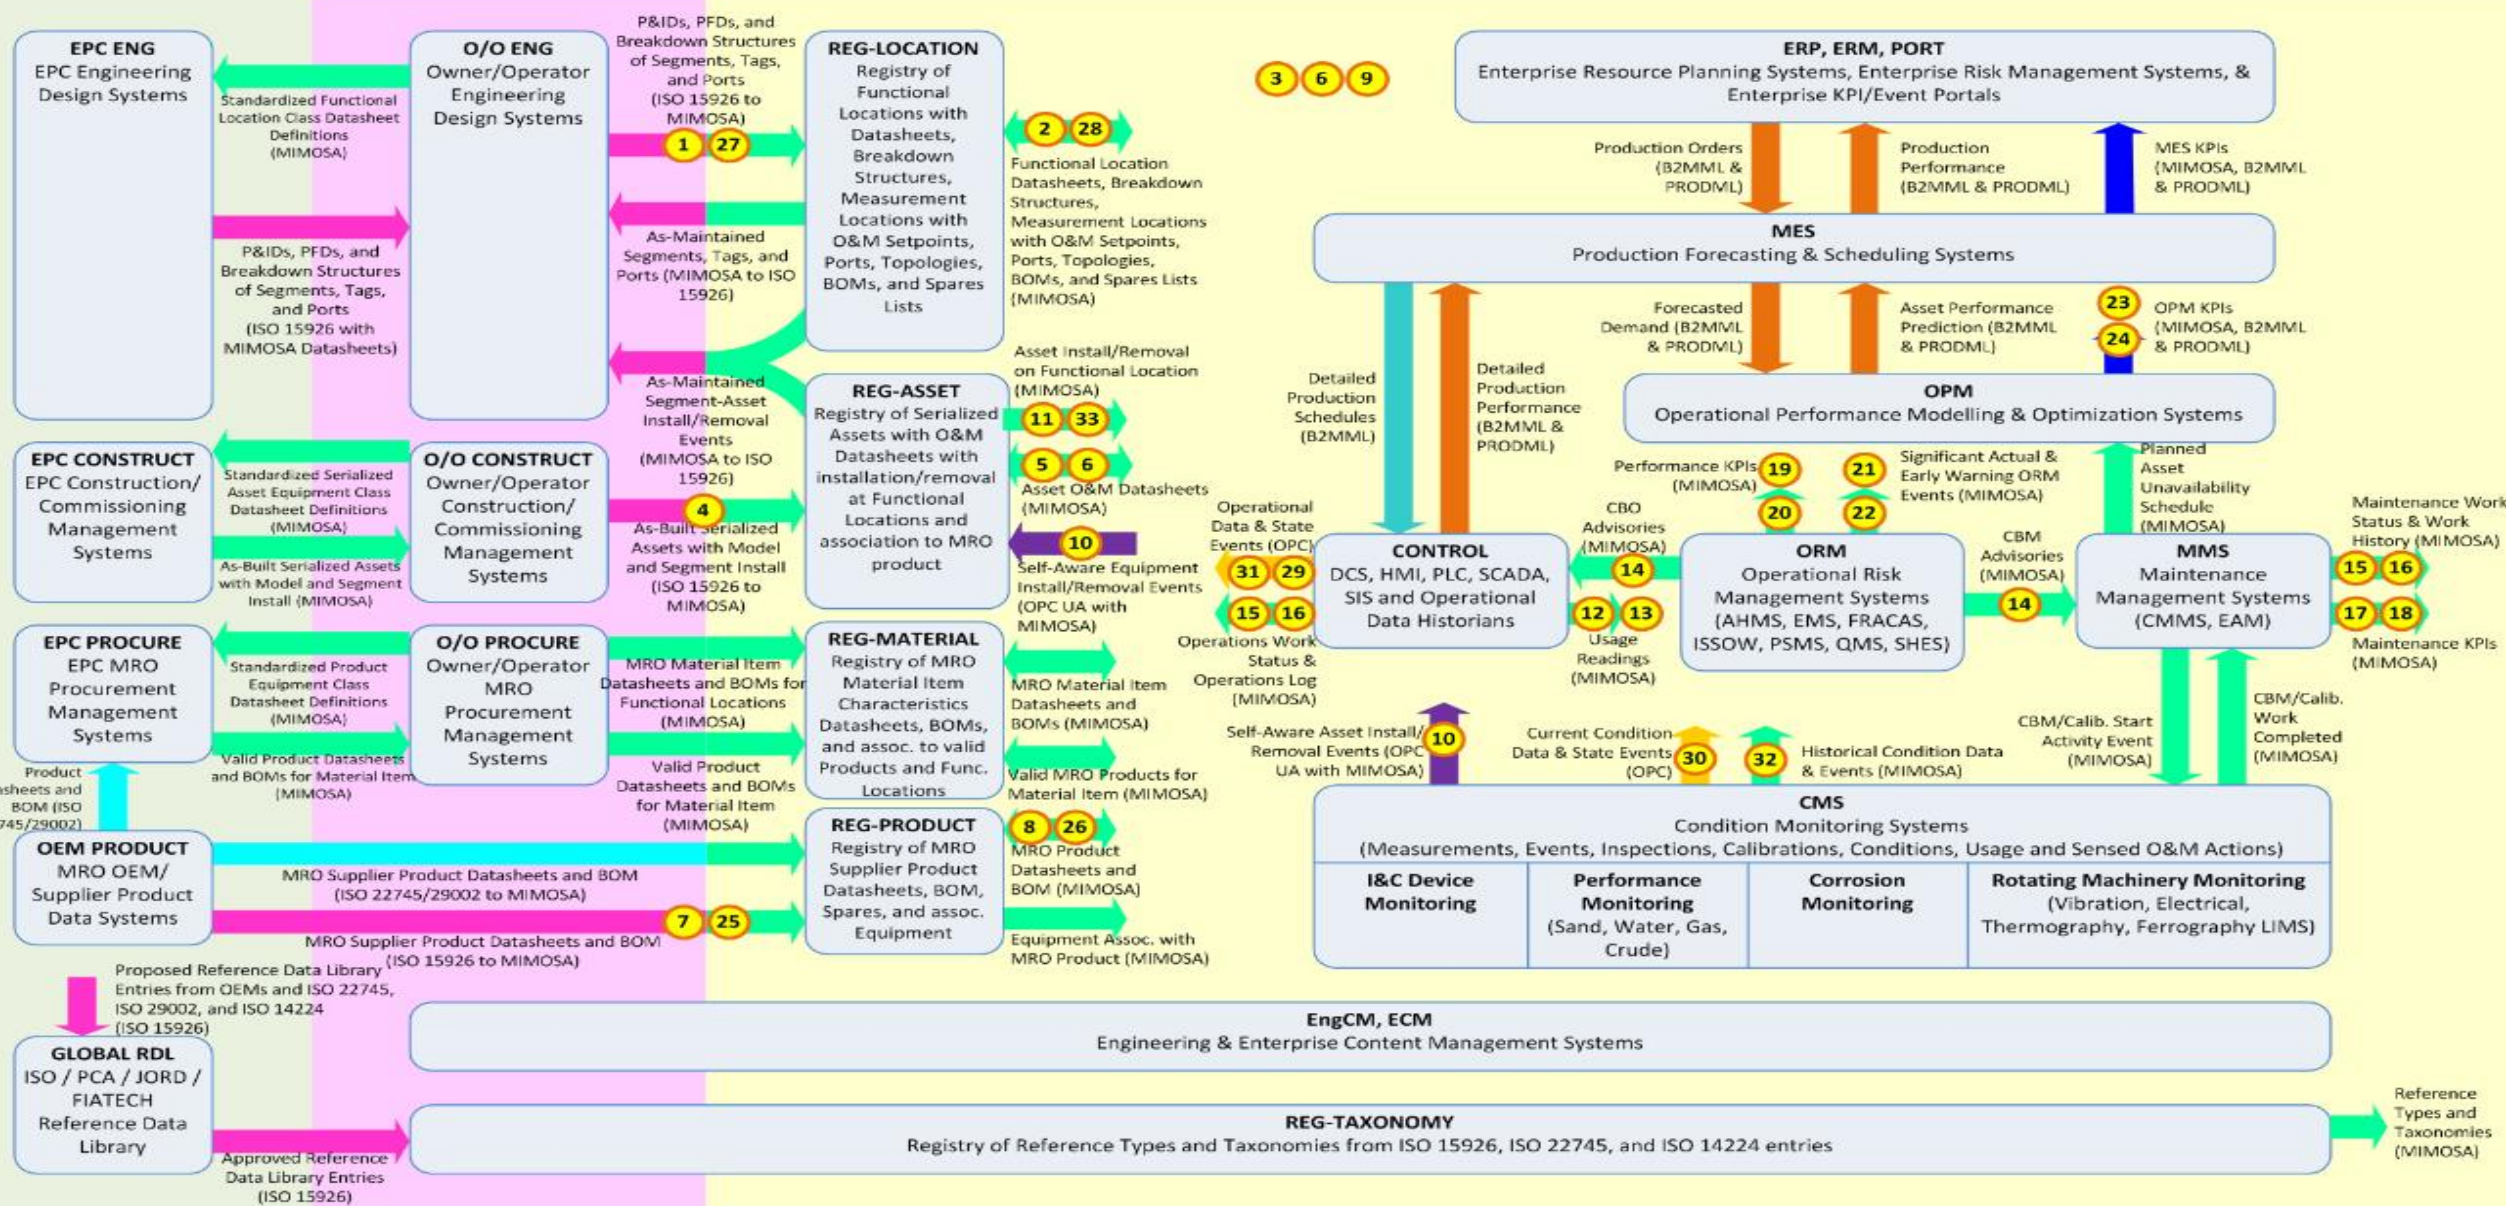 EPC ENG
EPC Engineering
Design Systems
Standardized Functional
Location Class Datasheet
Definitions
(MIMOSA)
P&IDs, PFDs, and
Breakdown Structures
of Segments, Tags,
and Ports
(ISO 15926 with
MIMOSA Datasheets)
O/O ENG
Owner/Operator
Engineering
Design Systems
P&IDs, PFDs, and
Breakdown Structures
of Segments, Tags,
and Ports
(ISO 15926 to
MIMOSA)
1 27
As-Maintained
Segments, Tags, and
Ports (MIMOSA to ISO
15926)
REG-LOCATION
Registry of
Functional
Locations with
Datasheets,
Breakdown
Structures,
Measurement
Locations with
O&M Setpoints,
Ports, Topologies,
BOMs, and Spares
Lists
2 28
Functional Location
Datasheets, Breakdown
Structures,
Measurement Locations
with O&M Setpoints,
Ports, Topologies,
BOMs, and Spares Lists
(MIMOSA)
As-Maintained
Segment-Asset
Install/Removal
Events
(MIMOSA to ISO
15926)
EPC CONSTRUCT
EPC Construction/
Commissioning
Management
Systems
Standardized Serialized
Asset Equipment Class
Datasheet Definitions
(MIMOSA)
As-Built Serialized Assets
with Model and Segment
Install (MIMOSA)
O/O CONSTRUCT
Owner/Operator
Construction/
Commissioning
Management
Systems
4
As-Built Serialized
Assets with Model
and Segment Install
(ISO 15926 to
MIMOSA)
REG-ASSET
Registry of Serialized
Assets with O&M
Datasheets with
installation/removal
at Functional
Locations and
association to MRO
product
Asset Install/Removal
on Functional Location
(MIMOSA)
11 33
5 6
Asset O&M Datasheets
(MIMOSA)
10
Self-Aware Equipment
Install/Removal Events
(OPC UA with
MIMOSA)
EPC PROCURE
EPC MRO
Procurement
Management
Systems
Standardized Product
Equipment Class
Datasheet Definitions
(MIMOSA)
Valid Product Datasheets
and BOMs for Material Item
(MIMOSA)
O/O PROCURE
Owner/Operator
MRO
Procurement
Management
Systems
MRO Material Item
Datasheets and BOMs for
Functional Locations
(MIMOSA)
Valid Product
Datasheets and BOMs
for Material Item
(MIMOSA)
REG-MATERIAL
Registry of MRO
Material Item
Characteristics
Datasheets, BOMs,
and assoc. to valid
Products and Func.
Locations
MRO Material Item
Datasheets and
BOMs (MIMOSA)
Valid MRO Products for
Material Item (MIMOSA)
Product
asheets and
BOM (ISO
745/29002)
OEM PRODUCT
MRO OEM/
Supplier Product
Data Systems
MRO Supplier Product Datasheets and BOM
(ISO 22745/29002 to MIMOSA)
7 25
MRO Supplier Product Datasheets and BOM
(ISO 15926 to MIMOSA)
REG-PRODUCT
Registry of MRO
Supplier Product
Datasheets, BOM,
Spares, and assoc.
Equipment
8 26
MRO Product
Datasheets and
BOM (MIMOSA)
Equipment Assoc. with
MRO Product (MIMOSA)
Proposed Reference Data Library
Entries from OEMs and ISO 22745,
ISO 29002, and ISO 14224
(ISO 15926)
GLOBAL RDL
ISO / PCA / JORD /
FIATECH
Reference Data
Library
Approved Reference
Data Library Entries
(ISO 15926)
3 6 9
ERP, ERM, PORT
Enterprise Resource Planning Systems, Enterprise Risk Management Systems, &
Enterprise KPI/Event Portals
Production Orders
(B2MML &
PRODML)
Production
Performance
(B2MML & PRODML)
MES KPIs
(MIMOSA, B2MML
& PRODML)
MES
Production Forecasting & Scheduling Systems
Detailed
Production
Schedules
(B2MML)
Detailed
Production
Performance
(B2MML &
PRODML)
Forecasted
Demand (B2MML
& PRODML)
Asset Performance
Prediction (B2MML
& PRODML)
23
24
OPM KPIs
(MIMOSA, B2MML
& PRODML)
OPM
Operational Performance Modelling & Optimization Systems
Performance KPIs
(MIMOSA)
19
20
21
22
Significant Actual &
Early Warning ORM
Events (MIMOSA)
Planned
Asset
Unavailability
Schedule
(MIMOSA)
Operational
Data & State
Events (OPC)
31 29
15 16
Operations Work
Status &
Operations Log
(MIMOSA)
CONTROL
DCS, HMI, PLC, SCADA,
SIS and Operational
Data Historians
CBO
Advisories
(MIMOSA)
14
12 13
Usage
Readings
(MIMOSA)
ORM
Operational Risk
Management Systems
(AHMS, EMS, FRACAS,
ISSOW, PSMS, QMS, SHES)
CBM
Advisories
(MIMOSA)
14
MMS
Maintenance
Management Systems
(CMMS, EAM)
Maintenance Work
Status & Work
History (MIMOSA)
15 16
17 18
Maintenance KPIs
(MIMOSA)
Self-Aware Asset Install/
Removal Events (OPC
UA with MIMOSA)
10
Current Condition
Data & State Events
(OPC)
30
32
Historical Condition Data
& Events (MIMOSA)
CBM/Calib. Start
Activity Event
(MIMOSA)
CBM/Calib.
Work
Completed
(MIMOSA)
CMS
Condition Monitoring Systems
(Measurements, Events, Inspections, Calibrations, Conditions, Usage and Sensed O&M Actions)
I&C Device
Monitoring
Performance
Monitoring
(Sand, Water, Gas,
Crude)
Corrosion
Monitoring
Rotating Machinery Monitoring
(Vibration, Electrical,
Thermography, Ferrography LIMS)
EngCM, ECM
Engineering & Enterprise Content Management Systems
REG-TAXONOMY
Registry of Reference Types and Taxonomies from ISO 15926, ISO 22745, and ISO 14224 entries
Reference
Types and
Taxonomies
(MIMOSA)